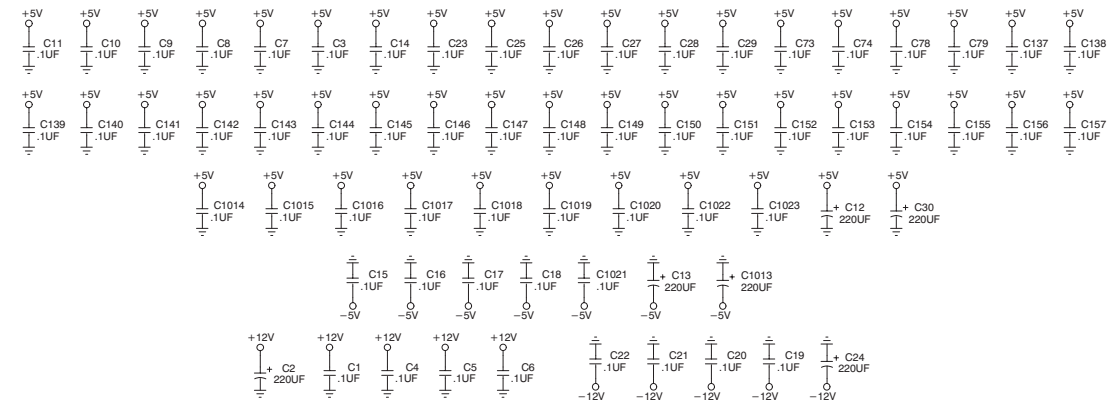 +5V +5V +5V +5V +5V +5V +5V +5V +5V +5V +5V +5V +5V +5V +5V +5V +5V +5V +5V
C11 C10 C9 C8 C7 C3 C14 C23 C25 C26 C27 C28 C29 C73 C74 C78 C79 C137 C138
.1UF .1UF .1UF .1UF .1UF .1UF .1UF .1UF .1UF .1UF .1UF .1UF .1UF .1UF .1UF .1UF .1UF .1UF .1UF
+5V +5V +5V +5V +5V +5V +5V +5V +5V +5V +5V +5V +5V +5V +5V +5V +5V +5V +5V
C139 C140 C141 C142 C143 C144 C145 C146 C147 C148 C149 C150 C151 C152 C153 C154 C155 C156 C157
.1UF .1UF .1UF .1UF .1UF .1UF .1UF .1UF .1UF .1UF .1UF .1UF .1UF .1UF .1UF .1UF .1UF .1UF .1UF
+5V +5V +5V +5V +5V +5V +5V +5V +5V +5V +5V
C1014 C1015 C1016 C1017 C1018 C1019 C1020 C1022 C1023 + C12 + C30
.1UF .1UF .1UF .1UF .1UF .1UF .1UF .1UF .1UF 220UF 220UF
C15 C16 C17 C18 C1021 + C13 + C1013
.1UF .1UF .1UF .1UF .1UF 220UF 220UF
−5V −5V −5V −5V −5V −5V −5V
+12V +12V +12V +12V +12V
+ C2 C1 C4 C5 C6 C22 C21 C20 C19 + C24
220UF .1UF .1UF .1UF .1UF .1UF .1UF .1UF .1UF 220UF
−12V −12V −12V −12V −12V